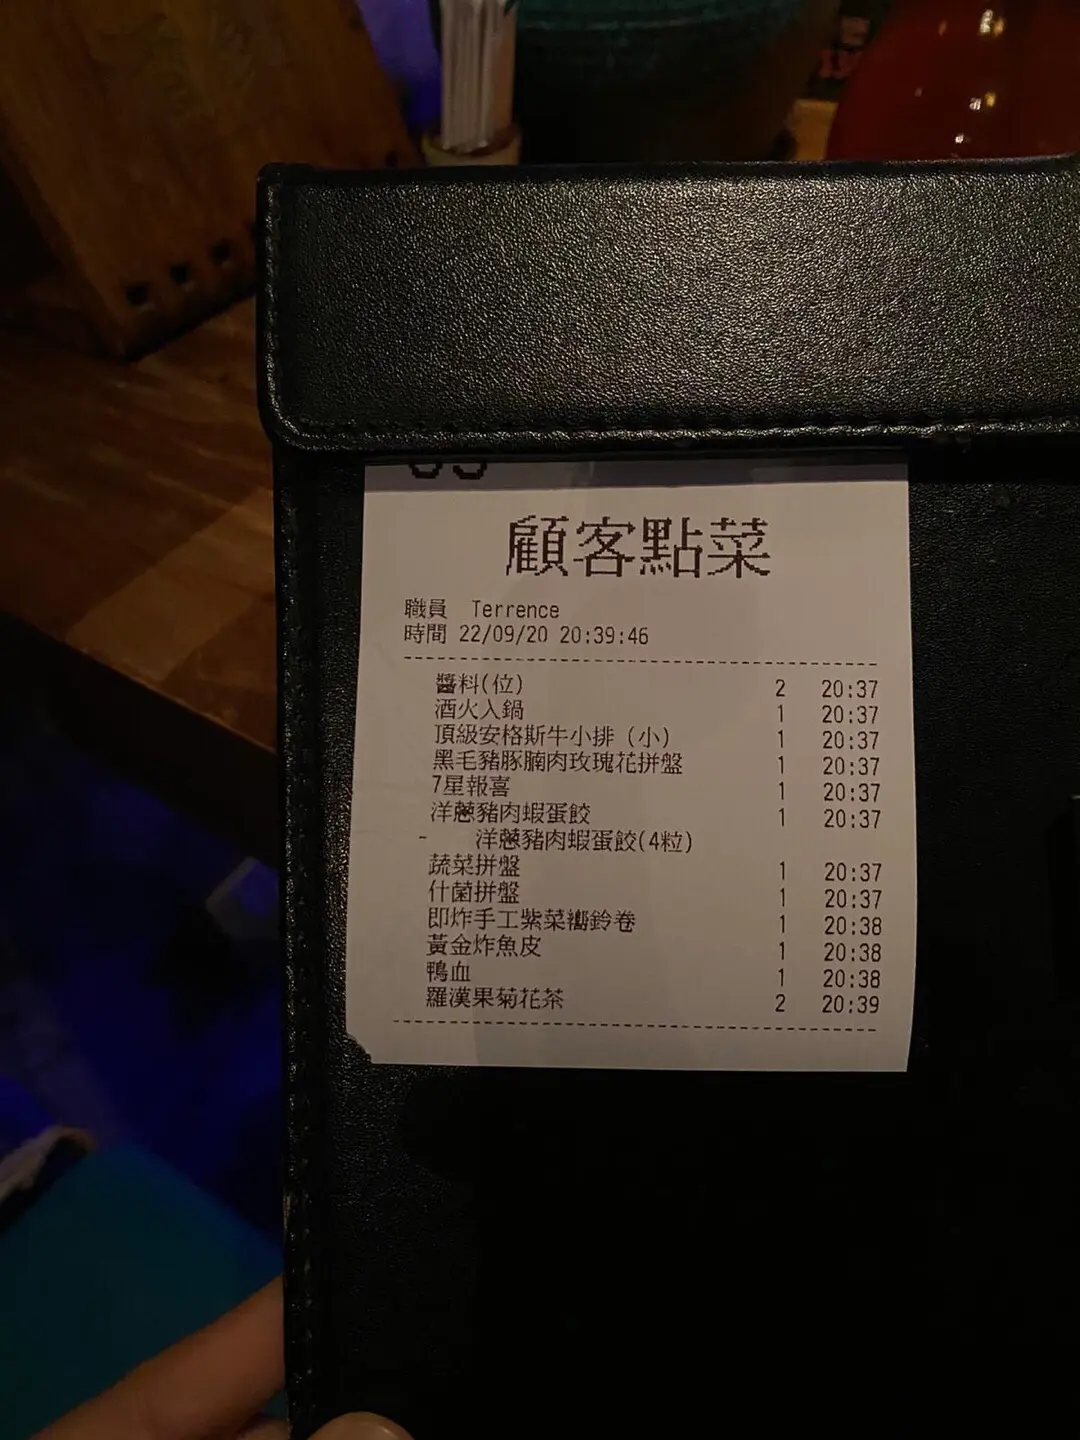 顧客點菜
職員 Terrence
時間 22/09/20 20:39:46
醬料(位) 2 20:37
酒火入鍋 1 20:37
頂級安格斯牛小排 (小) 1 20:37
黑毛豬豚腩肉玫瑰花拼盤 1 20:37
7星報喜 1 20:37
洋蔥豬肉蝦蛋餃 1 20:37
- 洋蔥豬肉蝦蛋餃(4粒)
蔬菜拼盤 1 20:37
什菌拼盤 1 20:37
即炸手工紫菜響鈴卷 1 20:38
黃金炸魚皮 1 20:38
鴨血 1 20:38
羅漢果菊花茶 2 20:39